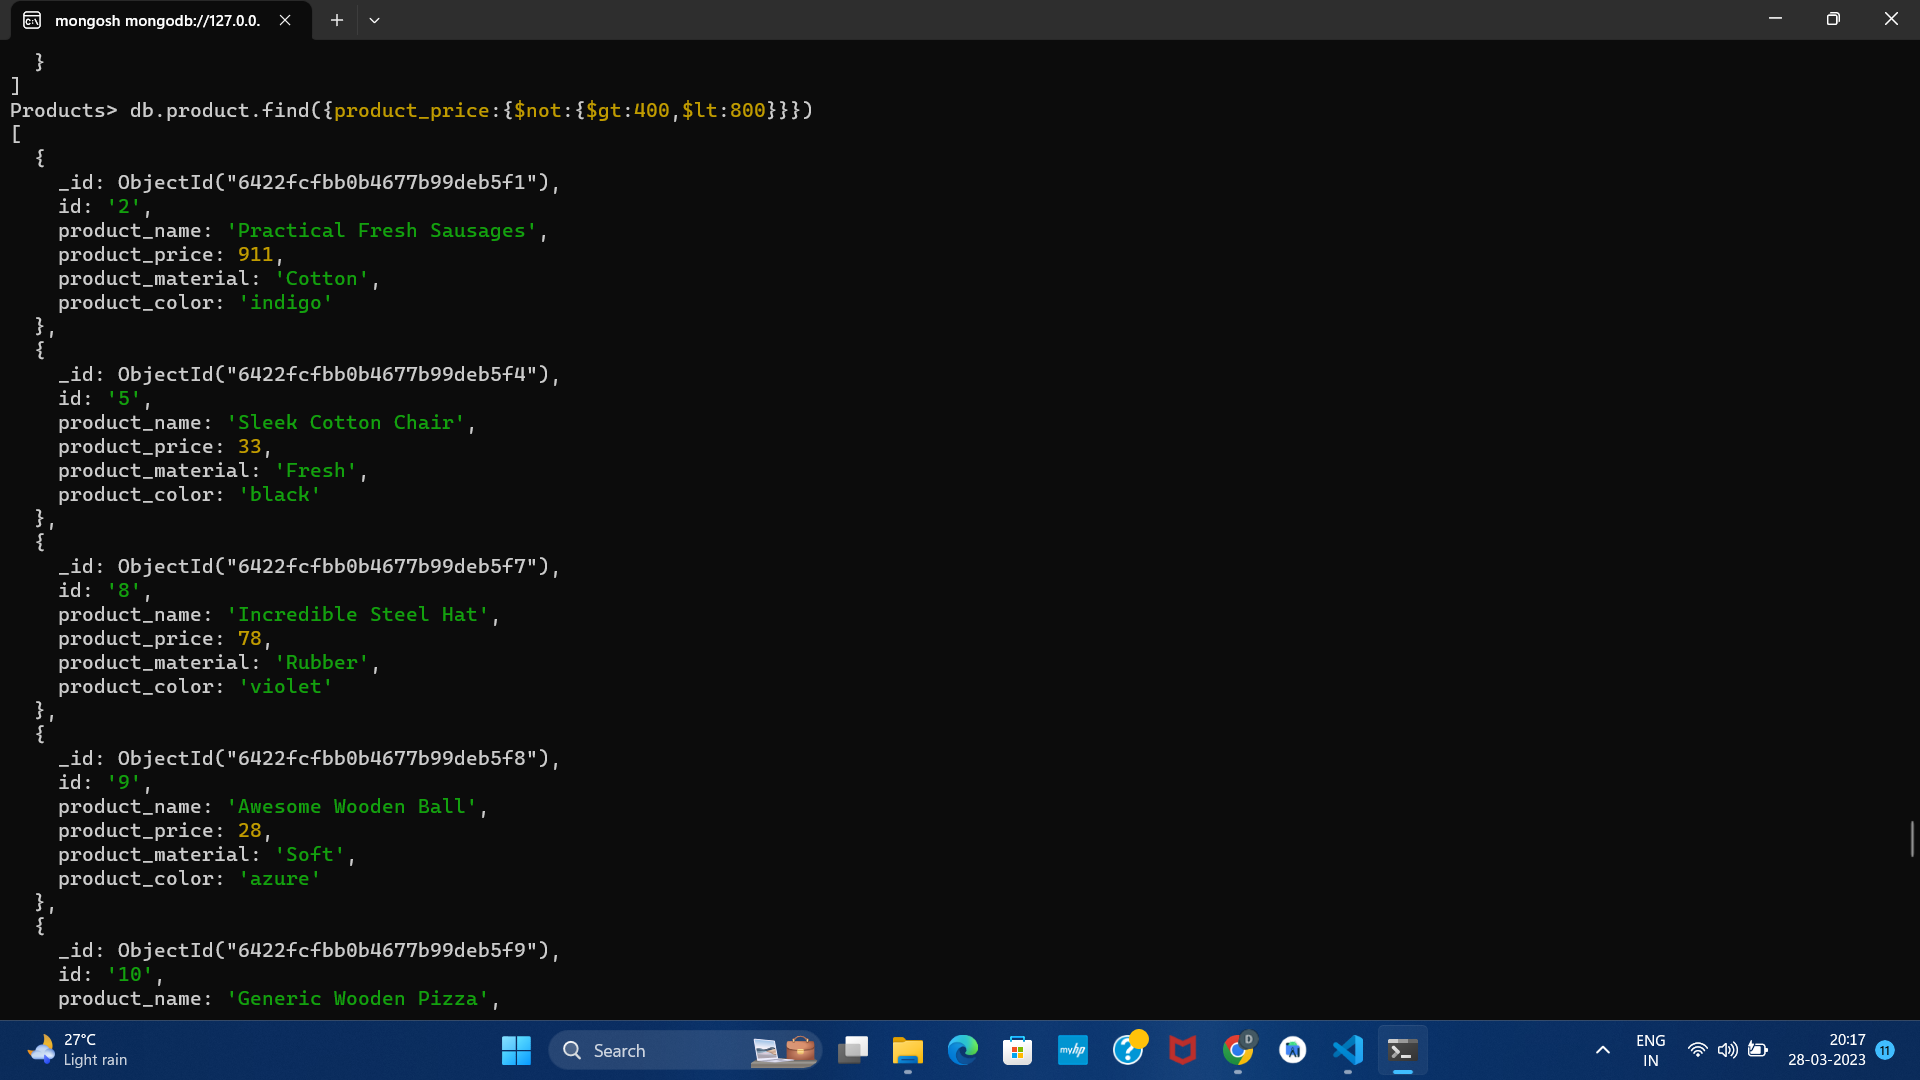 mongosh mongodb://127.0.0.
  }
]
Products> db.product.find({product_price:{$not:{$gt:400,$lt:800}}})
[
  {
    _id: ObjectId("6422fcfbb0b4677b99deb5f1"),
    id: '2',
    product_name: 'Practical Fresh Sausages',
    product_price: 911,
    product_material: 'Cotton',
    product_color: 'indigo'
  },
  {
    _id: ObjectId("6422fcfbb0b4677b99deb5f4"),
    id: '5',
    product_name: 'Sleek Cotton Chair',
    product_price: 33,
    product_material: 'Fresh',
    product_color: 'black'
  },
  {
    _id: ObjectId("6422fcfbb0b4677b99deb5f7"),
    id: '8',
    product_name: 'Incredible Steel Hat',
    product_price: 78,
    product_material: 'Rubber',
    product_color: 'violet'
  },
  {
    _id: ObjectId("6422fcfbb0b4677b99deb5f8"),
    id: '9',
    product_name: 'Awesome Wooden Ball',
    product_price: 28,
    product_material: 'Soft',
    product_color: 'azure'
  },
  {
    _id: ObjectId("6422fcfbb0b4677b99deb5f9"),
    id: '10',
    product_name: 'Generic Wooden Pizza',
27°C
Light rain
Search
myhp
D
ENG
IN
20:17
28-03-2023
11